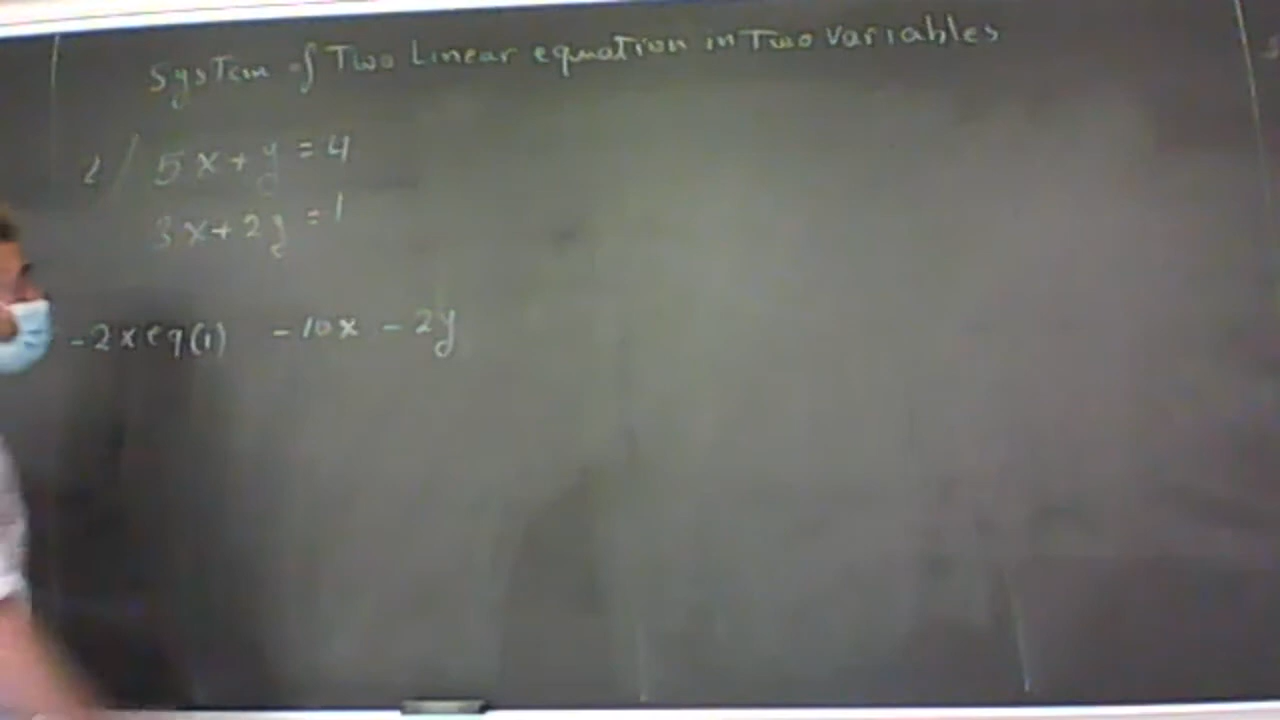 System of Two Linear equation in Two variables
1/ 5x + y = 4
3x + 2y = 1
-2 x eq(1) -10x - 2y